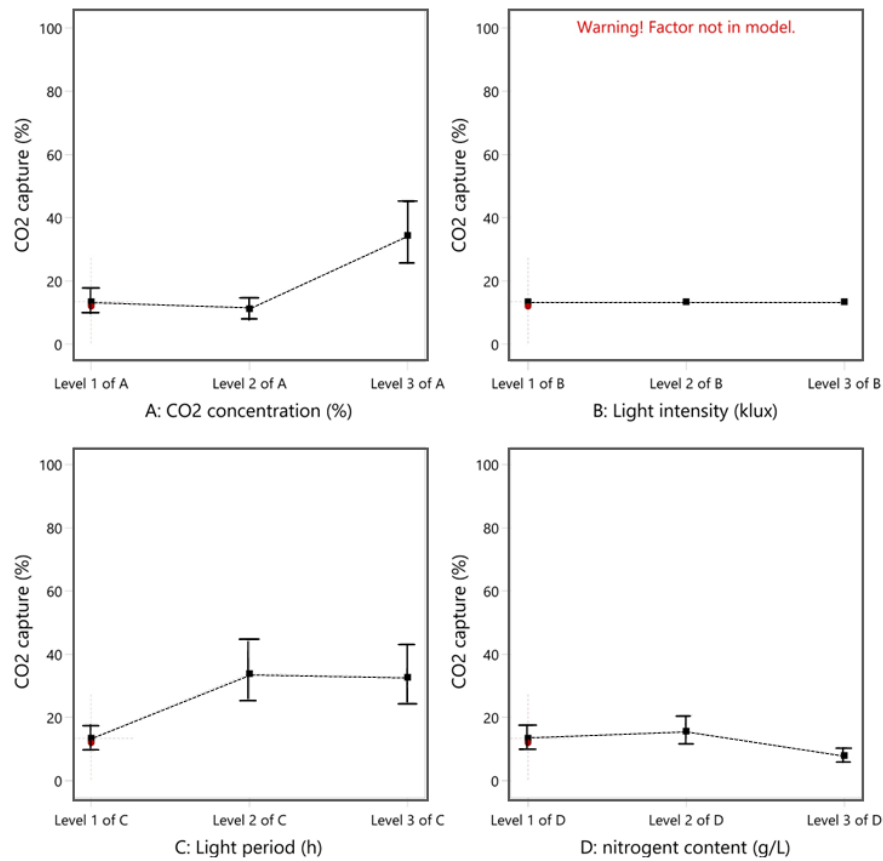 CO2 capture (%)
100
80
60
40
20
0
Level 1 of A
Level 2 of A
Level 3 of A
A: CO2 concentration (%)
Warning! Factor not in model.
CO2 capture (%)
100
80
60
40
20
0
Level 1 of B
Level 2 of B
Level 3 of B
B: Light intensity (klux)
CO2 capture (%)
100
80
60
40
20
0
Level 1 of C
Level 2 of C
Level 3 of C
C: Light period (h)
CO2 capture (%)
100
80
60
40
20
0
Level 1 of D
Level 2 of D
Level 3 of D
D: nitrogent content (g/L)